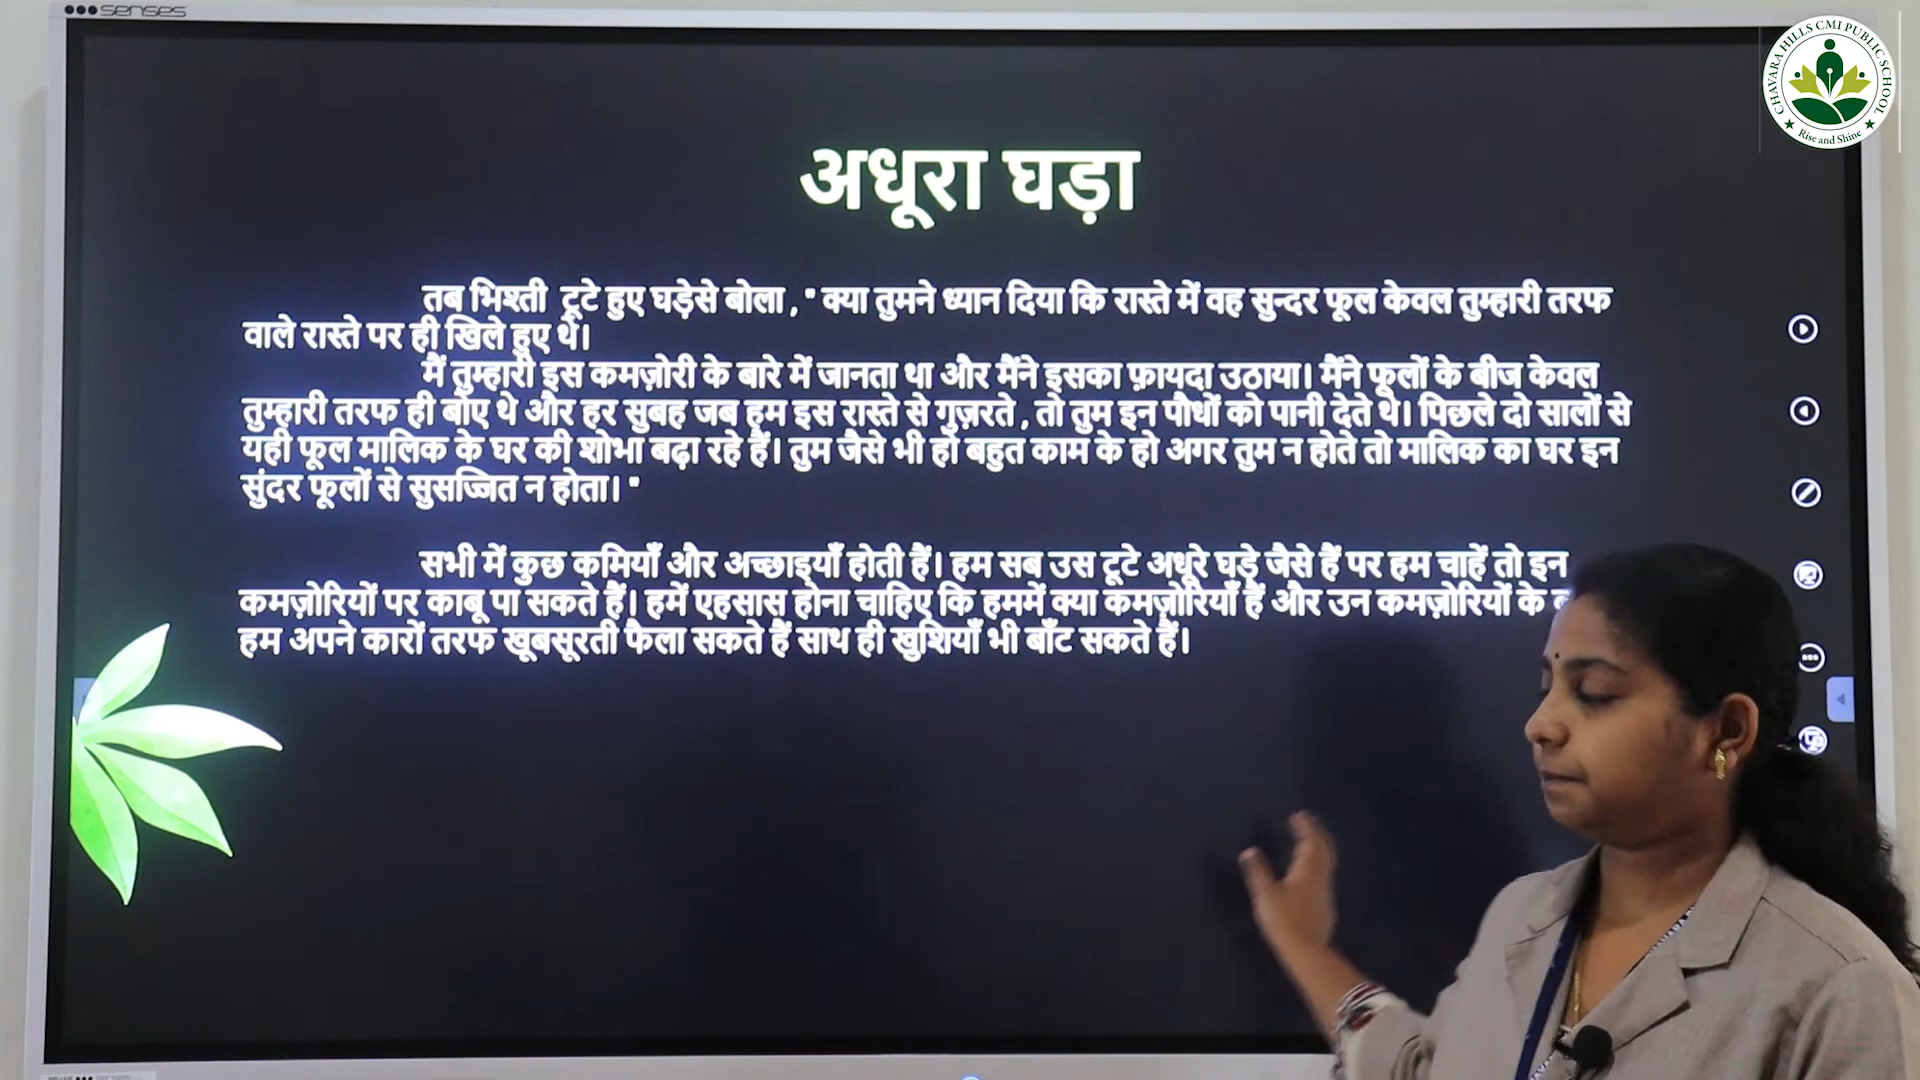 senses
CHAVARA HILLS CMI PUBLIC SCHOOL
Rise and Shine
अधूरा घड़ा
तब भिश्ती टूटे हुए घड़ेसे बोला , " क्या तुमने ध्यान दिया कि रास्ते में वह सुन्दर फूल केवल तुम्हारी तरफ
वाले रास्ते पर ही खिले हुए थे।
मैं तुम्हारी इस कमज़ोरी के बारे में जानता था और मैंने इसका फ़ायदा उठाया। मैंने फूलों के बीज केवल
तुम्हारी तरफ ही बोए थे और हर सुबह जब हम इस रास्ते से गुज़रते , तो तुम इन पौधों को पानी देते थे। पिछले दो सालों से
यही फूल मालिक के घर की शोभा बढ़ा रहे हैं। तुम जैसे भी हो बहुत काम के हो अगर तुम न होते तो मालिक का घर इन
सुंदर फूलों से सुसज्जित न होता। "
सभी में कुछ कमियाँ और अच्छाइयाँ होती हैं। हम सब उस टूटे अधूरे घड़े जैसे हैं पर हम चाहें तो इन
कमज़ोरियों पर काबू पा सकते हैं। हमें एहसास होना चाहिए कि हममें क्या कमज़ोरियाँ हैं और उन कमज़ोरियों के
हम अपने कारों तरफ खूबसूरती फैला सकते हैं साथ ही खुशियाँ भी बाँट सकते हैं।